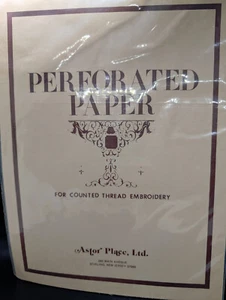 PERFORATED
PAPER
FOR COUNTED THREAD EMBROIDERY
Astor Place, Ltd.